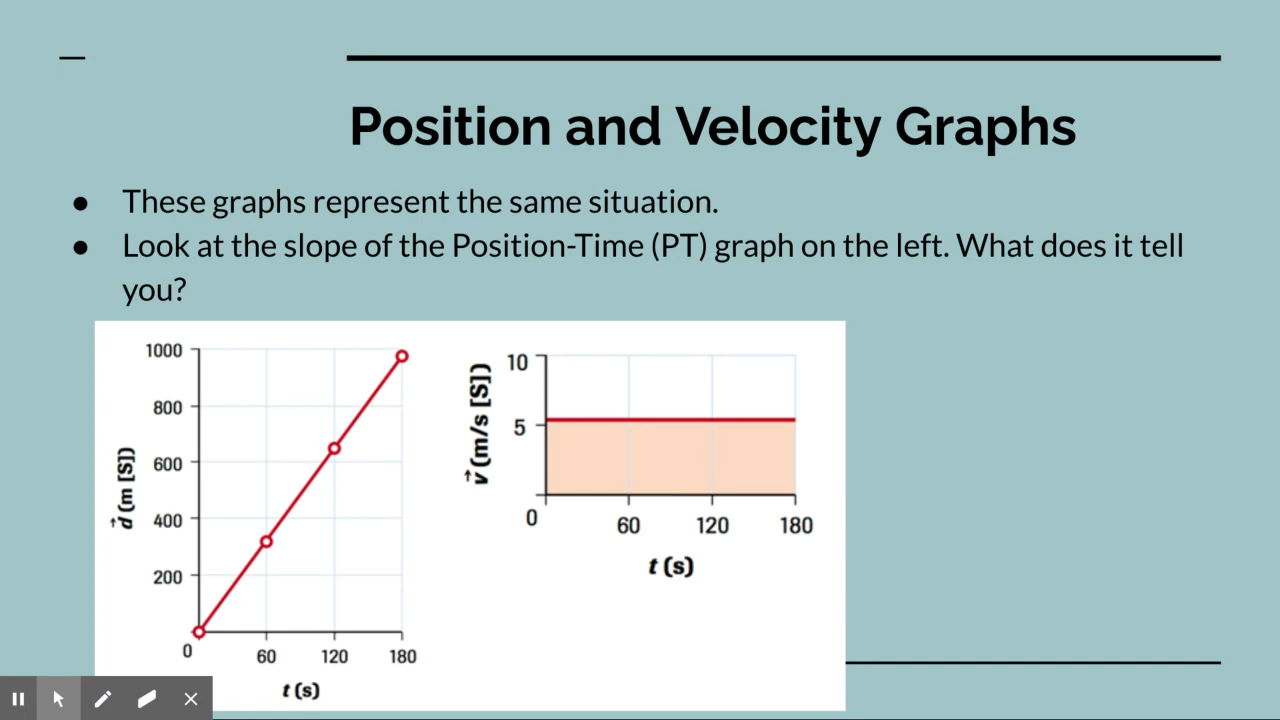 Position and Velocity Graphs
● These graphs represent the same situation.
● Look at the slope of the Position-Time (PT) graph on the left. What does it tell
you?
1000
800
600
400
200
0
60 120 180
d⃗ (m [S])
t (s)
10
5
0
60 120 180
v⃗ (m/s [S])
t (s)